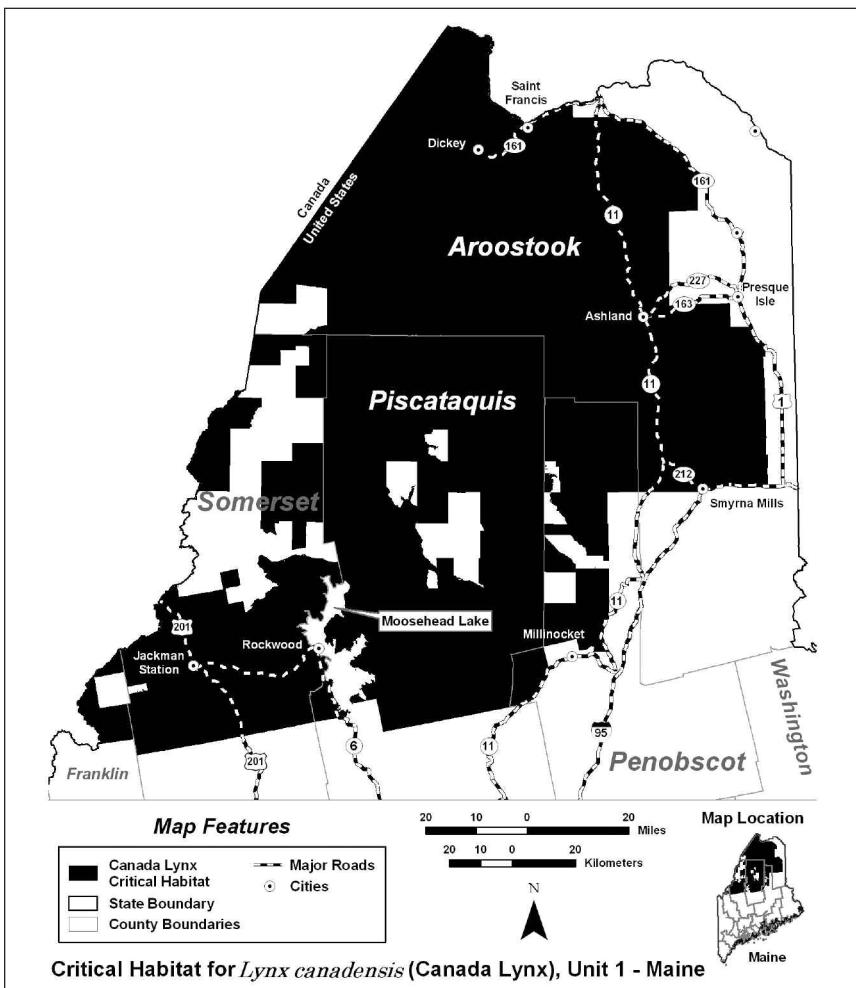 Saint
Francis
Dickey
161
Canada
United States
161
11
Aroostook
227
Presque
Isle
163
Ashland
11
Piscataquis
1
212
Somerset
Smyrna Mills
Moosehead Lake
11
201
Rockwood
Millinocket
Jackman
Station
Washington
95
6
11
201
Penobscot
Franklin
Map Features
Canada Lynx
Critical Habitat
State Boundary
County Boundaries
Major Roads
Cities
20 10 0 20
Miles
20 10 0 20
Kilometers
N
Map Location
Maine
Critical Habitat for Lynx canadensis (Canada Lynx), Unit 1 - Maine